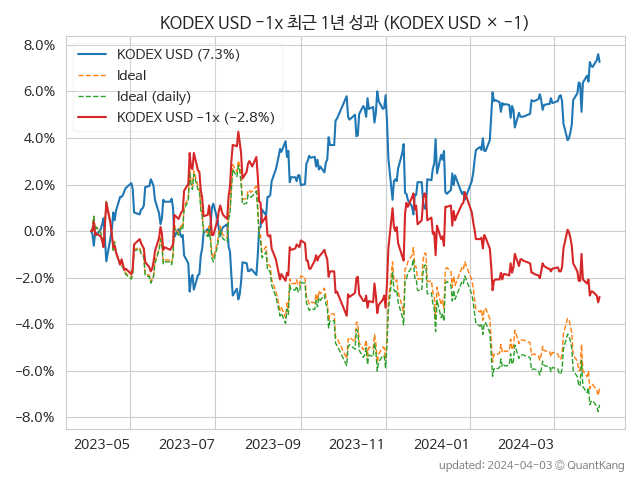 KODEX USD −1x 최근 1년 성과 (KODEX USD × −1)
8.0%
6.0%
4.0%
2.0%
0.0%
−2.0%
−4.0%
−6.0%
−8.0%
KODEX USD (7.3%)
Ideal
Ideal (daily)
KODEX USD −1x (−2.8%)
2023-05
2023-07
2023-09
2023-11
2024-01
2024-03
updated: 2024-04-03 © QuantKang